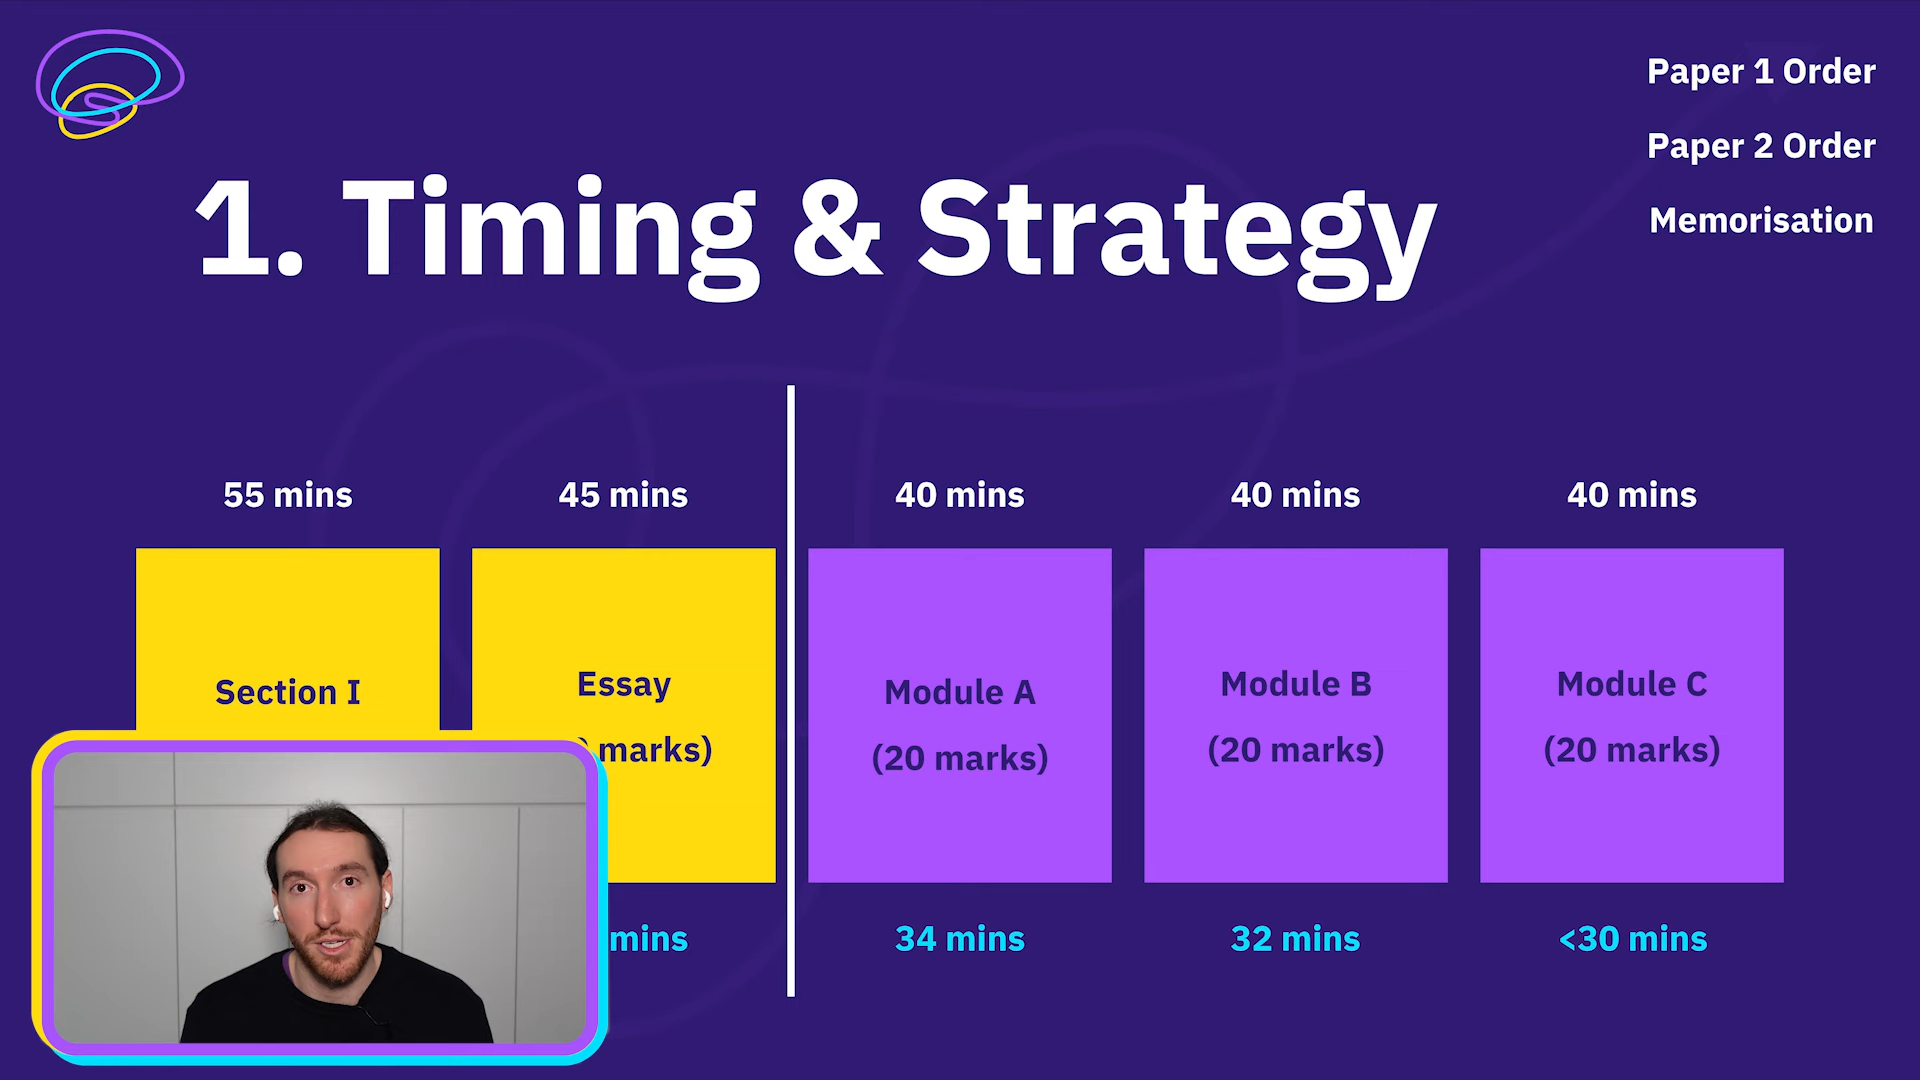 Paper 1 Order
Paper 2 Order
Memorisation
1. Timing & Strategy
55 mins
45 mins
40 mins
40 mins
40 mins
Section I
Essay
marks)
Module A
(20 marks)
Module B
(20 marks)
Module C
(20 marks)
mins
34 mins
32 mins
<30 mins